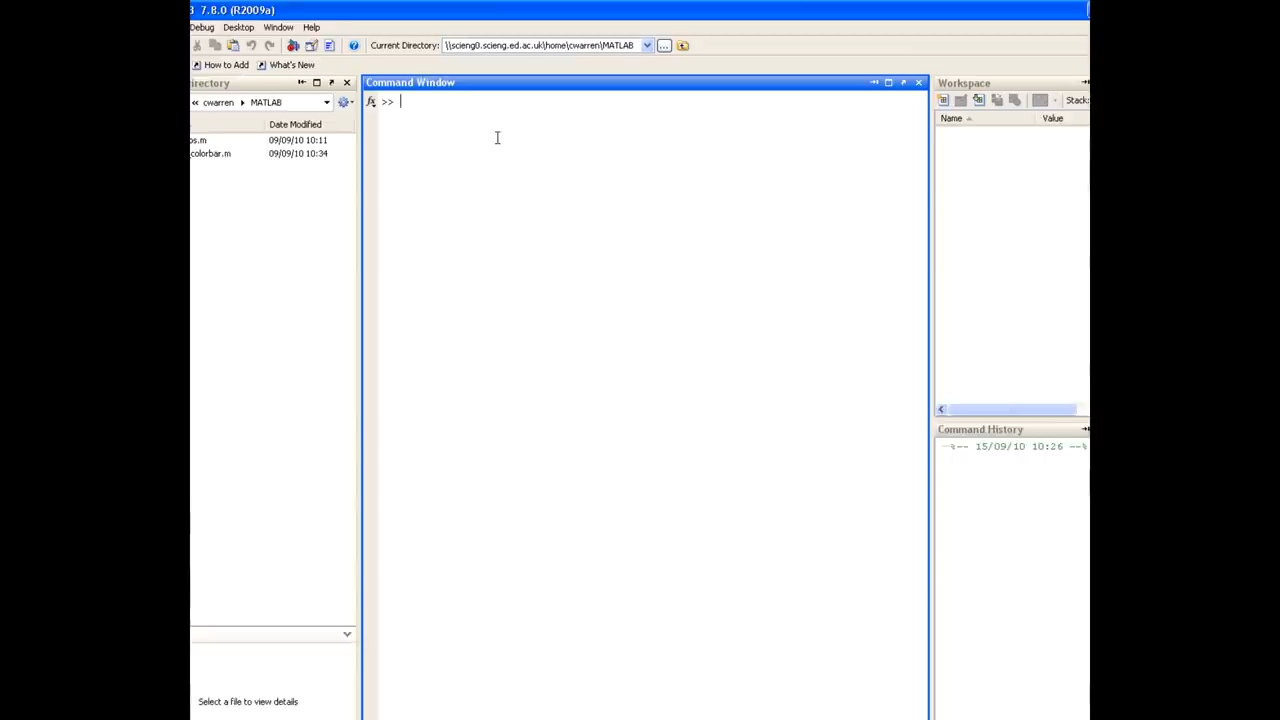 7.8.0 (R2009a)
Debug Desktop Window Help
Current Directory: \\scieng0.scieng.ed.ac.uk\home\cwarren\MATLAB ...
How to Add What's New
irectory
Command Window
Workspace
« cwarren ▸ MATLAB
fx >>
Stack:
Date Modified
Name Value
os.m 09/09/10 10:11
colorbar.m 09/09/10 10:34
Command History
%-- 15/09/10 10:26 --%
Select a file to view details